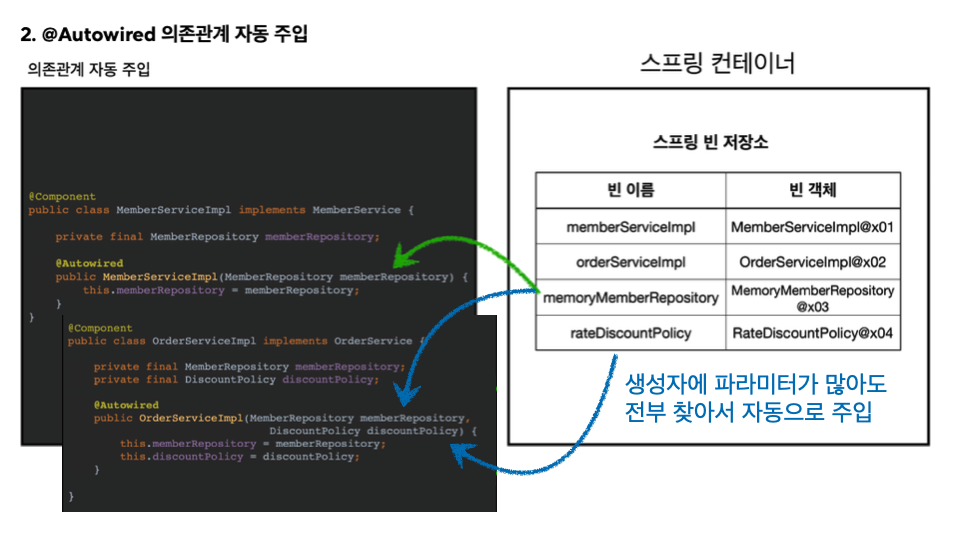 2. @Autowired 의존관계 자동 주입
의존관계 자동 주입
@Component
public class MemberServiceImpl implements MemberService {
private final MemberRepository memberRepository;
@Autowired
public MemberServiceImpl(MemberRepository memberRepository) {
this.memberRepository = memberRepository;
}
}
@Component
public class OrderServiceImpl implements OrderService {
private final MemberRepository memberRepository;
private final DiscountPolicy discountPolicy;
@Autowired
public OrderServiceImpl(MemberRepository memberRepository,
DiscountPolicy discountPolicy) {
this.memberRepository = memberRepository;
this.discountPolicy = discountPolicy;
}
}
스프링 컨테이너
스프링 빈 저장소
빈 이름 빈 객체
memberServiceImpl MemberServiceImpl@x01
orderServiceImpl OrderServiceImpl@x02
memoryMemberRepository MemoryMemberRepository
@x03
rateDiscountPolicy RateDiscountPolicy@x04
생성자에 파라미터가 많아도
전부 찾아서 자동으로 주입